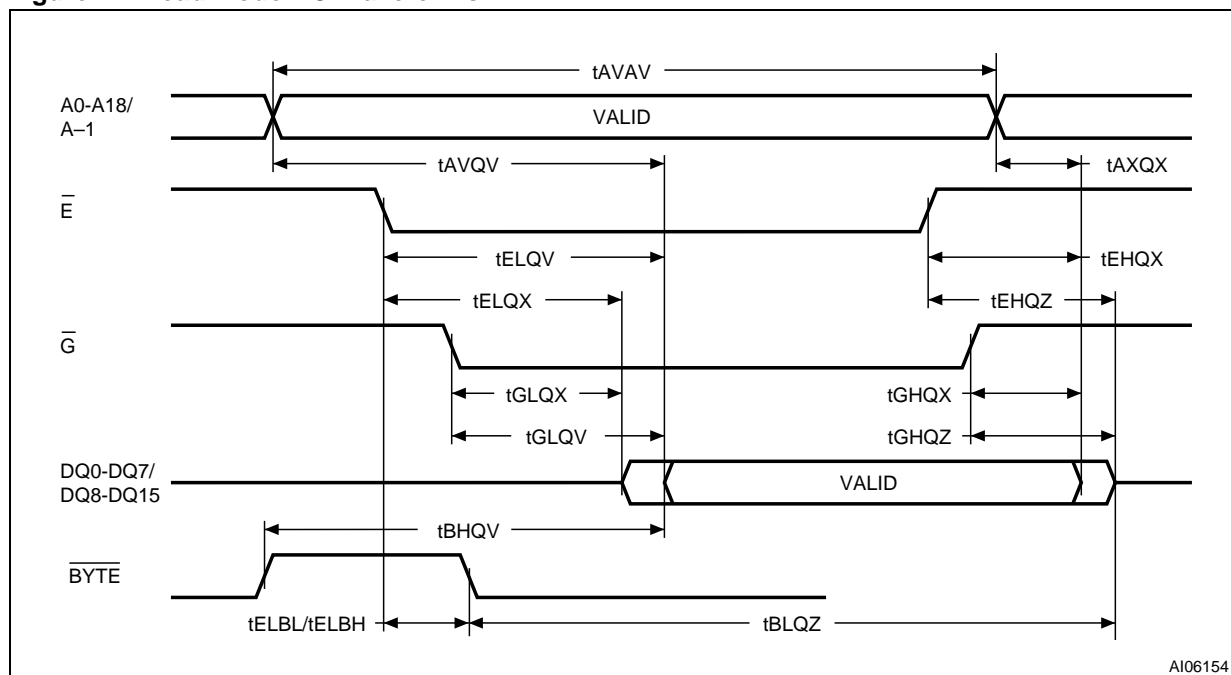 tAVAV
A0-A18/
A–1
VALID
tAVQV
tAXQX
E
tELQV
tEHQX
tELQX
tEHQZ
G
tGLQX
tGHQX
tGLQV
tGHQZ
DQ0-DQ7/
DQ8-DQ15
VALID
tBHQV
BYTE
tELBL/tELBH
tBLQZ
AI06154